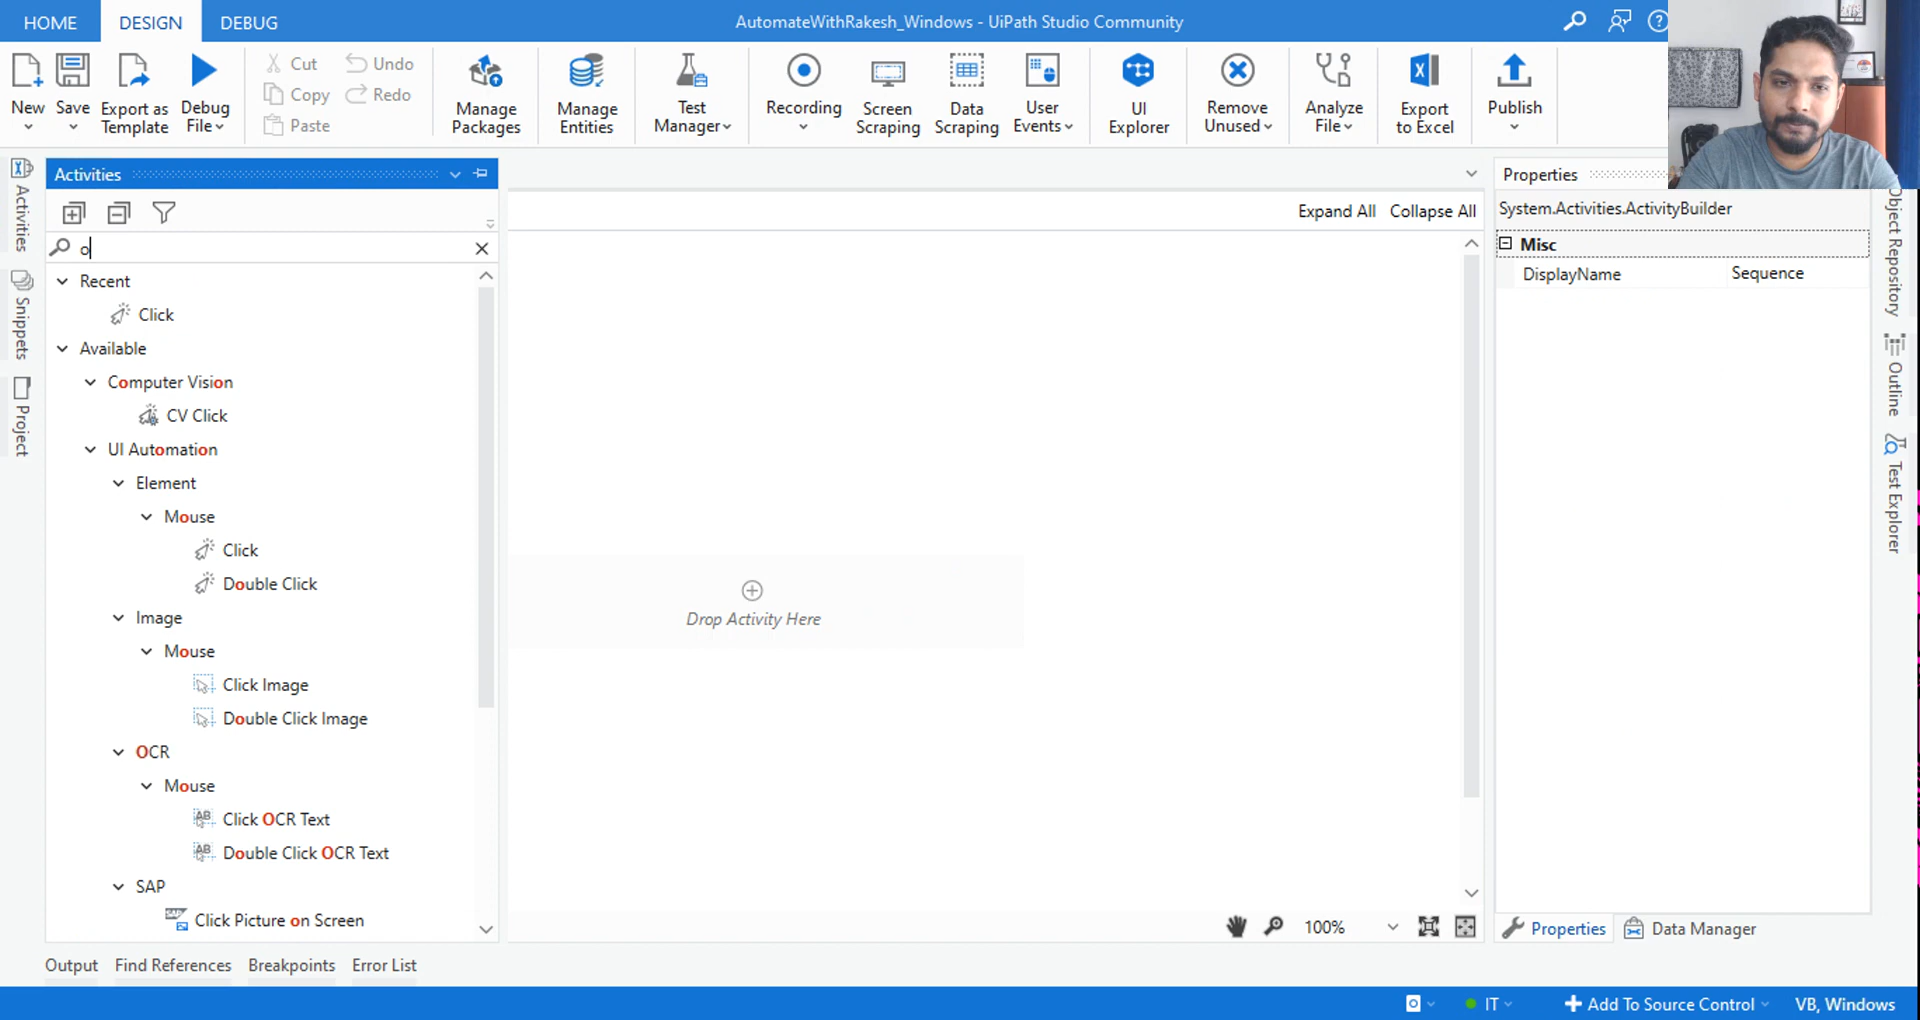 HOME DESIGN DEBUG AutomateWithRakesh_Windows - UiPath Studio Community
New Save Export as Template Debug File Cut Copy Paste Undo Redo Manage Packages Manage Entities Test Manager Recording Screen Scraping Data Scraping User Events UI Explorer Remove Unused Analyze File Export to Excel Publish
Activities
Snippets
Project
Activities
o
Recent
Click
Available
Computer Vision
CV Click
UI Automation
Element
Mouse
Click
Double Click
Image
Mouse
Click Image
Double Click Image
OCR
Mouse
Click OCR Text
Double Click OCR Text
SAP
Click Picture on Screen
Expand All Collapse All
Drop Activity Here
100%
Properties
System.Activities.ActivityBuilder
Misc
DisplayName Sequence
Properties Data Manager
Object Repository
Outline
Test Explorer
Output Find References Breakpoints Error List
IT Add To Source Control VB, Windows